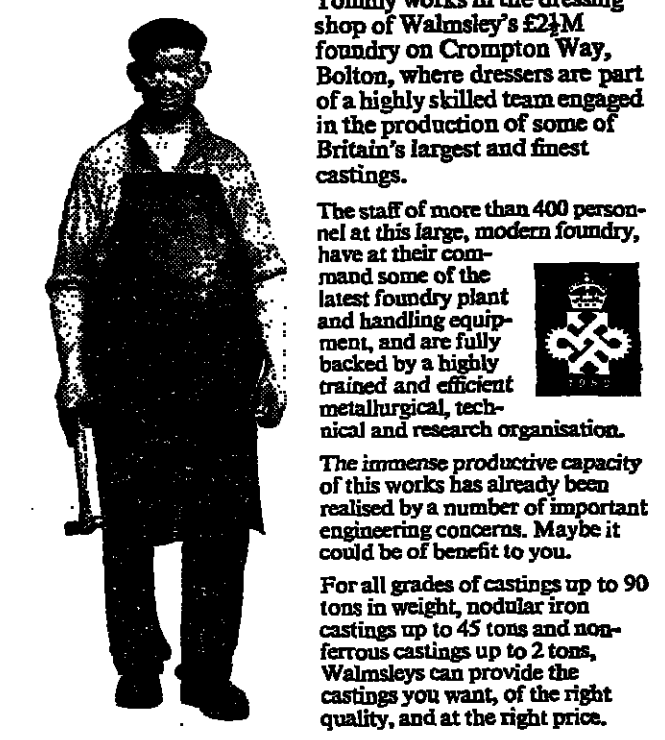 Tommy works in the dressing
shop of Walmsley's £2½M
foundry on Crompton Way,
Bolton, where dressers are part
of a highly skilled team engaged
in the production of some of
Britain's largest and finest
castings.
The staff of more than 400 person-
nel at this large, modern foundry,
have at their com-
mand some of the
latest foundry plant
and handling equip-
ment, and are fully
backed by a highly
trained and efficient
metallurgical, tech-
nical and research organisation.
The immense productive capacity
of this works has already been
realised by a number of important
engineering concerns. Maybe it
could be of benefit to you.
For all grades of castings up to 90
tons in weight, nodular iron
castings up to 45 tons and non-
ferrous castings up to 2 tons,
Walmsleys can provide the
castings you want, of the right
quality, and at the right price.